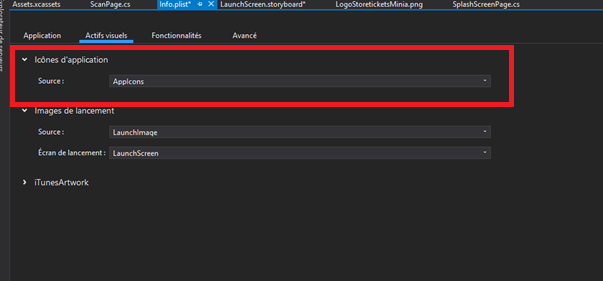 Assets.xcassets ScanPage.cs Info.plist* LaunchScreen.storyboard* LogoStoreticketsMinia.png SplashScreenPage.cs
Application Actifs visuels Fonctionnalités Avancé
Icônes d'application
Source : AppIcons
Images de lancement
Source : LaunchImage
Écran de lancement : LaunchScreen
iTunesArtwork